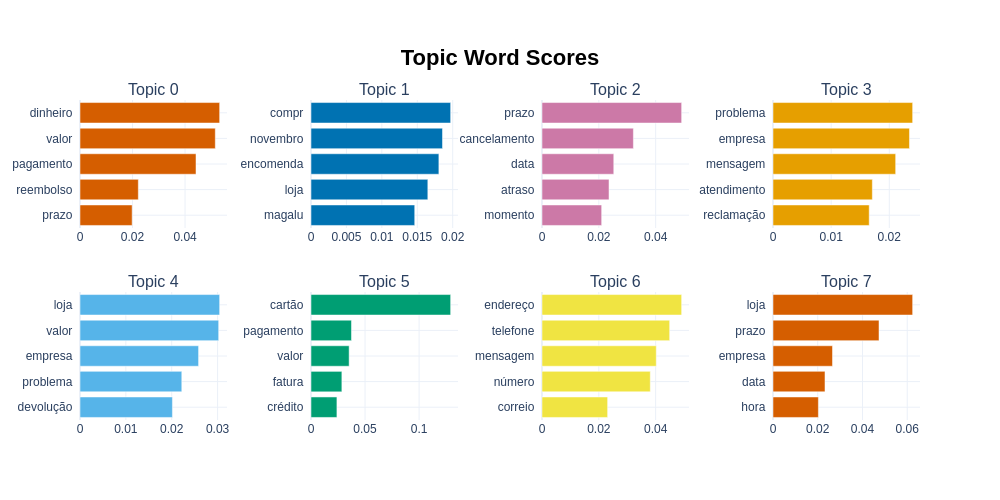 Topic Word Scores
Topic 0
dinheiro
valor
pagamento
reembolso
prazo
0 0.02 0.04
Topic 1
compr
novembro
encomenda
loja
magalu
0 0.005 0.01 0.015 0.02
Topic 2
prazo
cancelamento
data
atraso
momento
0 0.02 0.04
Topic 3
problema
empresa
mensagem
atendimento
reclamação
0 0.01 0.02
Topic 4
loja
valor
empresa
problema
devolução
0 0.01 0.02 0.03
Topic 5
cartão
pagamento
valor
fatura
crédito
0 0.05 0.1
Topic 6
endereço
telefone
mensagem
número
correio
0 0.02 0.04
Topic 7
loja
prazo
empresa
data
hora
0 0.02 0.04 0.06